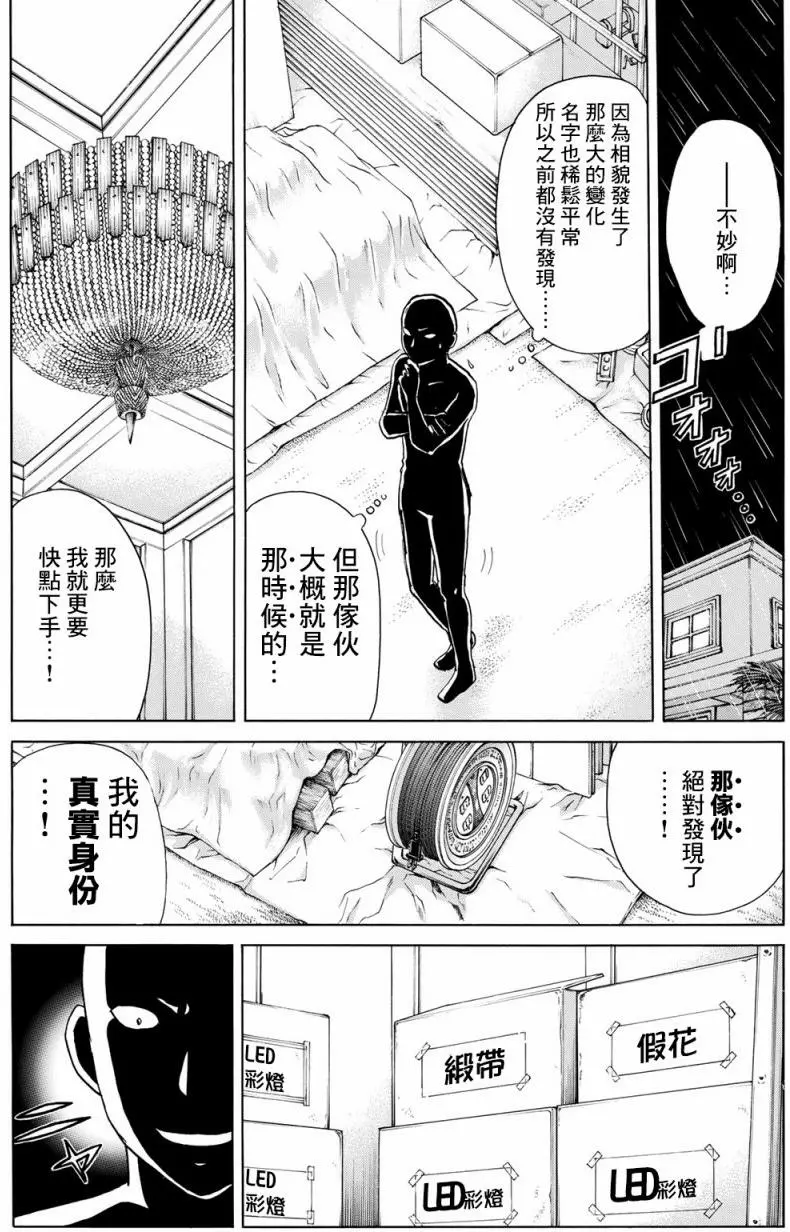 ——不妙啊…
ゴオオオ…
因為相貌發生了
那麼大的變化
名字也稀鬆平常
所以之前都沒有發現……
但那傢伙
大概就是
那時候的…
那麼
我就更要
快點下手…！
那傢伙
絕對發現了
……！
我的
真實身份
…！
假花
緞帶
LED
彩燈
LED彩燈
LED彩燈
LED
彩燈